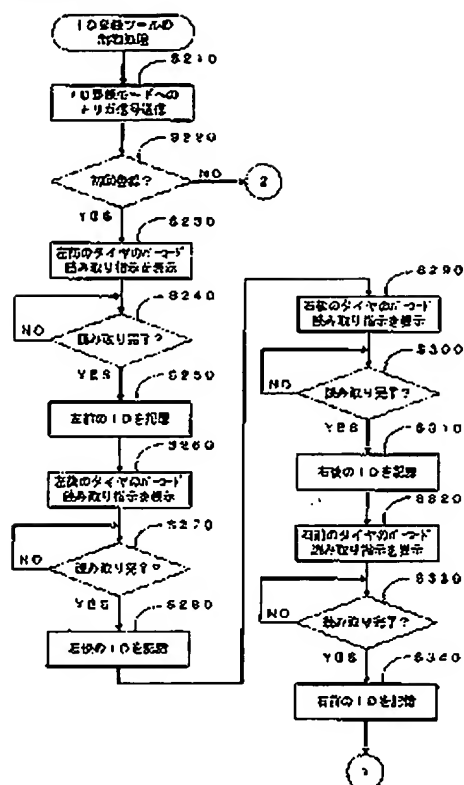 ID登録ツールの
制御処理
S210
ID登録モードへの
トリガ信号送信
S220
初回登録?
NO
2
YES
S230
左前のタイヤのバーコード
読み取り指示を表示
S240
読み取り完了?
NO
YES
S250
左前のIDを記憶
S260
左後のタイヤのバーコード
読み取り指示を表示
S270
読み取り完了?
NO
YES
S280
左後のIDを記憶
S290
右後のタイヤのバーコード
読み取り指示を表示
S300
読み取り完了?
NO
YES
S310
右後のIDを記憶
S320
右前のタイヤのバーコード
読み取り指示を表示
S330
読み取り完了?
NO
YES
S340
右前のIDを記憶